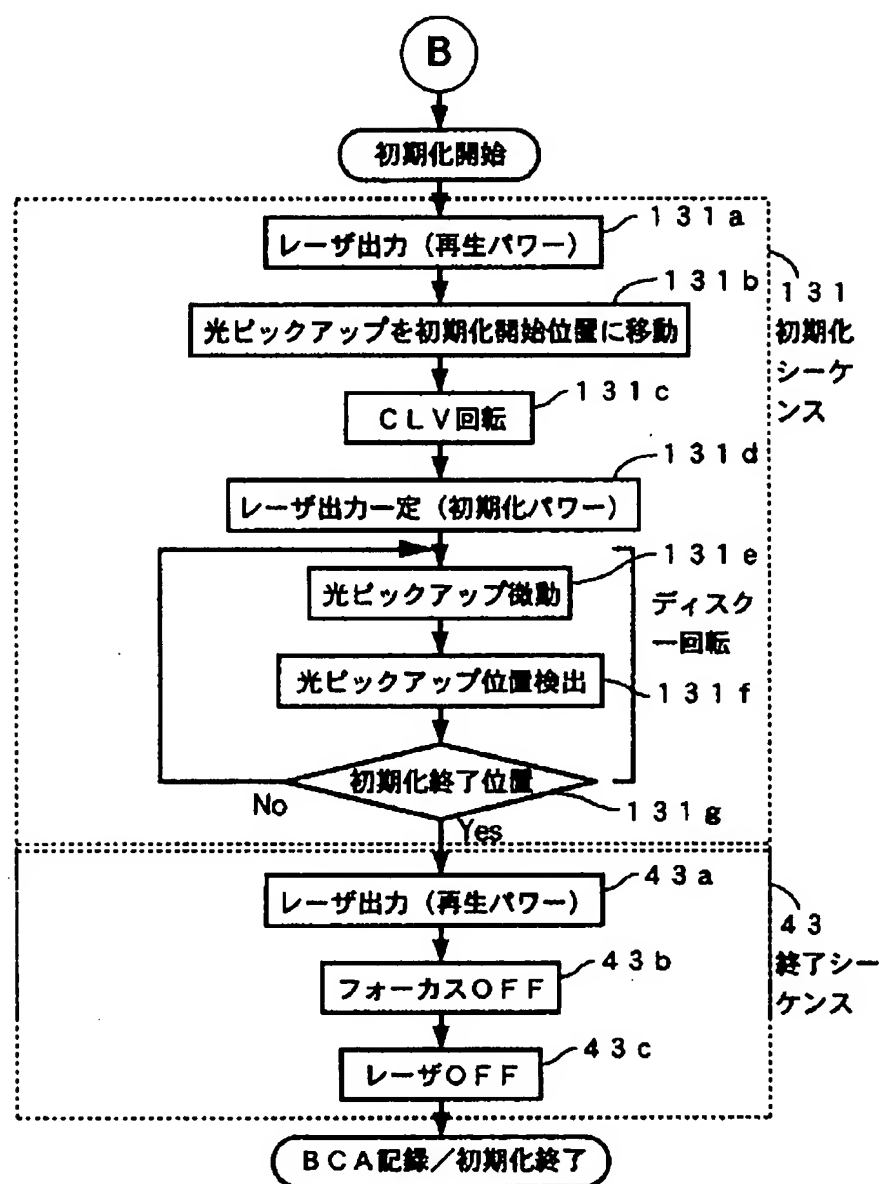 B
初期化開始
131a
レーザ出力（再生パワー）
131b
光ピックアップを初期化開始位置に移動
131
初期化
シーケ
ンス
131c
CLV回転
131d
レーザ出力一定（初期化パワー）
131e
光ピックアップ微動
ディスク
一回転
光ピックアップ位置検出
131f
初期化終了位置
No
131g
Yes
43a
レーザ出力（再生パワー）
43
終了シー
ケンス
43b
フォーカスOFF
43c
レーザOFF
BCA記録／初期化終了